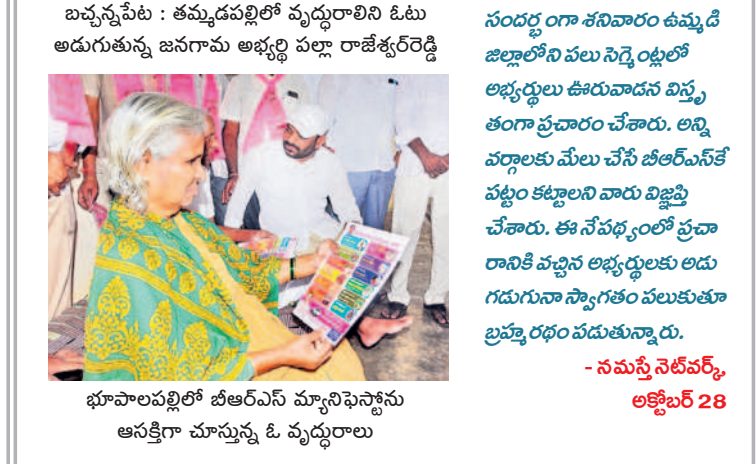 బచ్చన్నపేట : తమ్మడపల్లిలో వృద్ధురాలిని ఓటు
అడుగుతున్న జనగామ అభ్యర్థి పల్లా రాజేశ్వర్‌రెడ్డి
భూపాలపల్లిలో బీఆర్‌ఎస్ మ్యానిఫెస్టోను
ఆసక్తిగా చూస్తున్న ఓ వృద్ధురాలు
సందర్భంగా శనివారం ఉమ్మడి
జిల్లాలోని పలు సెగ్మెంట్లలో
అభ్యర్థులు ఊరువాడన విస్తృ
తంగా ప్రచారం చేశారు. అన్ని
వర్గాలకు మేలు చేసే బీఆర్‌ఎస్‌కే
పట్టం కట్టాలని వారు విజ్ఞప్తి
చేశారు. ఈ నేపథ్యంలో ప్రచా
రానికి వచ్చిన అభ్యర్థులకు అడు
గడుగునా స్వాగతం పలుకుతూ
బ్రహ్మరథం పడుతున్నారు.
- నమస్తే నెట్‌వర్క్,
అక్టోబర్ 28